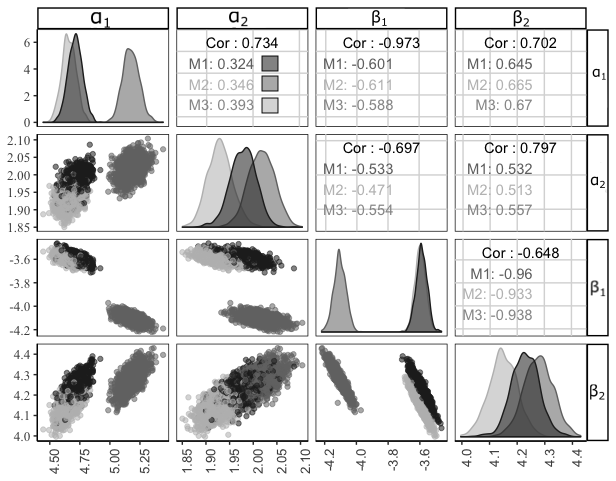 α₁ α₂ β₁ β₂
6
4
2
0
Cor : 0.734
M1: 0.324
M2: 0.346
M3: 0.393
Cor : -0.973
M1: -0.601
M2: -0.611
M3: -0.588
Cor : 0.702
M1: 0.645
M2: 0.665
M3: 0.67
α₁
2.10
2.05
2.00
1.95
1.90
1.85
Cor : -0.697
M1: -0.533
M2: -0.471
M3: -0.554
Cor : 0.797
M1: 0.532
M2: 0.513
M3: 0.557
α₂
-3.6
-3.8
-4.0
-4.2
Cor : -0.648
M1: -0.96
M2: -0.933
M3: -0.938
β₁
4.4
4.3
4.2
4.1
4.0
β₂
4.50 4.75 5.00 5.25 1.85 1.90 1.95 2.00 2.05 2.10 -4.2 -4.0 -3.8 -3.6 4.0 4.1 4.2 4.3 4.4